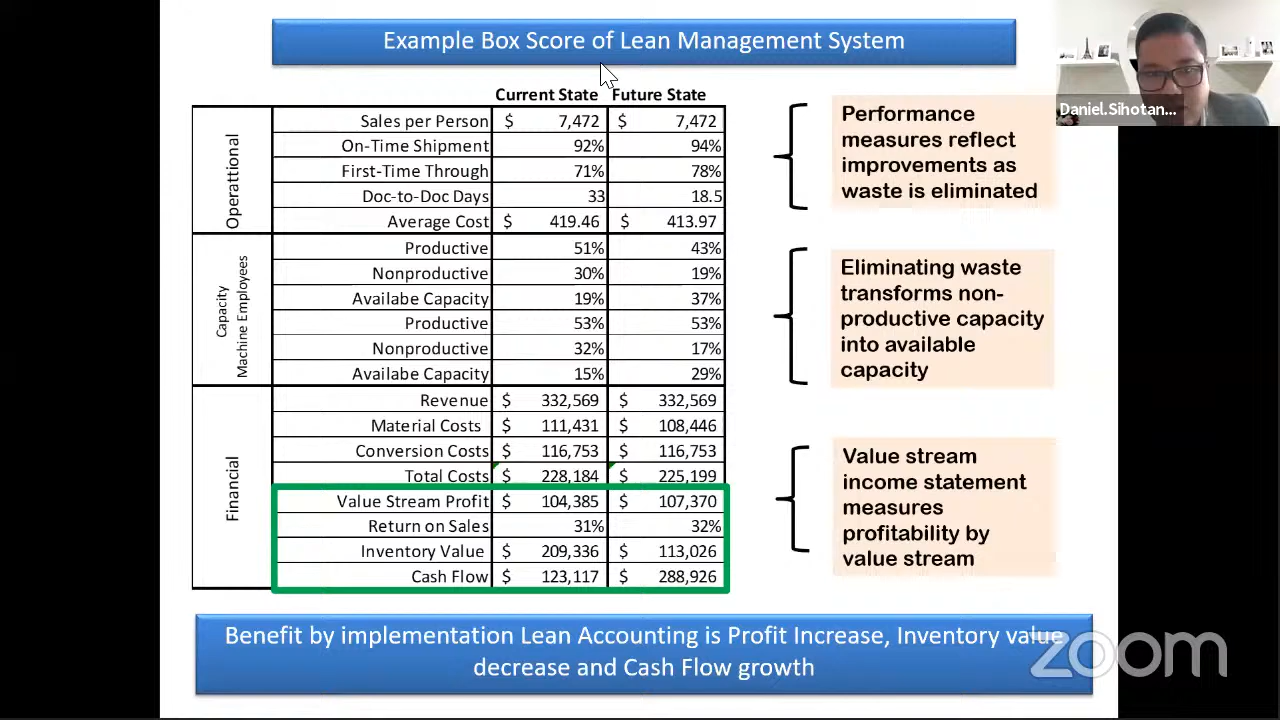 Example Box Score of Lean Management System
Daniel.Sihotan...
Current State Future State
Operattional
Sales per Person $ 7,472 $ 7,472
On-Time Shipment 92% 94%
First-Time Through 71% 78%
Doc-to-Doc Days 33 18.5
Average Cost $ 419.46 $ 413.97
Capacity
Machine Employees
Productive 51% 43%
Nonproductive 30% 19%
Availabe Capacity 19% 37%
Productive 53% 53%
Nonproductive 32% 17%
Availabe Capacity 15% 29%
Financial
Revenue $ 332,569 $ 332,569
Material Costs $ 111,431 $ 108,446
Conversion Costs $ 116,753 $ 116,753
Total Costs $ 228,184 $ 225,199
Value Stream Profit $ 104,385 $ 107,370
Return on Sales 31% 32%
Inventory Value $ 209,336 $ 113,026
Cash Flow $ 123,117 $ 288,926
Performance
measures reflect
improvements as
waste is eliminated
Eliminating waste
transforms non-
productive capacity
into available
capacity
Value stream
income statement
measures
profitability by
value stream
Benefit by implementation Lean Accounting is Profit Increase, Inventory value
decrease and Cash Flow growth
zoom